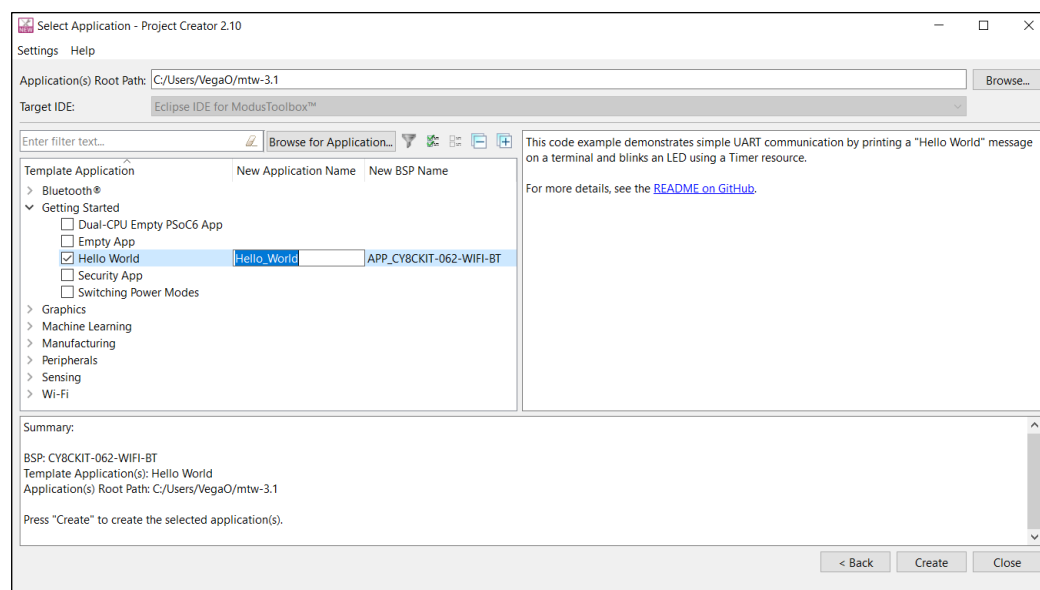 NEW
Select Application - Project Creator 2.10
Settings Help
Application(s) Root Path: C:/Users/VegaO/mtw-3.1 Browse...
Target IDE: Eclipse IDE for ModusToolbox™
Enter filter text... Browse for Application...
Template Application New Application Name New BSP Name
Bluetooth®
Getting Started
Dual-CPU Empty PSoC6 App
Empty App
Hello World Hello_World APP_CY8CKIT-062-WIFI-BT
Security App
Switching Power Modes
Graphics
Machine Learning
Manufacturing
Peripherals
Sensing
Wi-Fi
This code example demonstrates simple UART communication by printing a "Hello World" message
on a terminal and blinks an LED using a Timer resource.
For more details, see the README on GitHub.
Summary:
BSP: CY8CKIT-062-WIFI-BT
Template Application(s): Hello World
Application(s) Root Path: C:/Users/VegaO/mtw-3.1
Press "Create" to create the selected application(s).
< Back Create Close